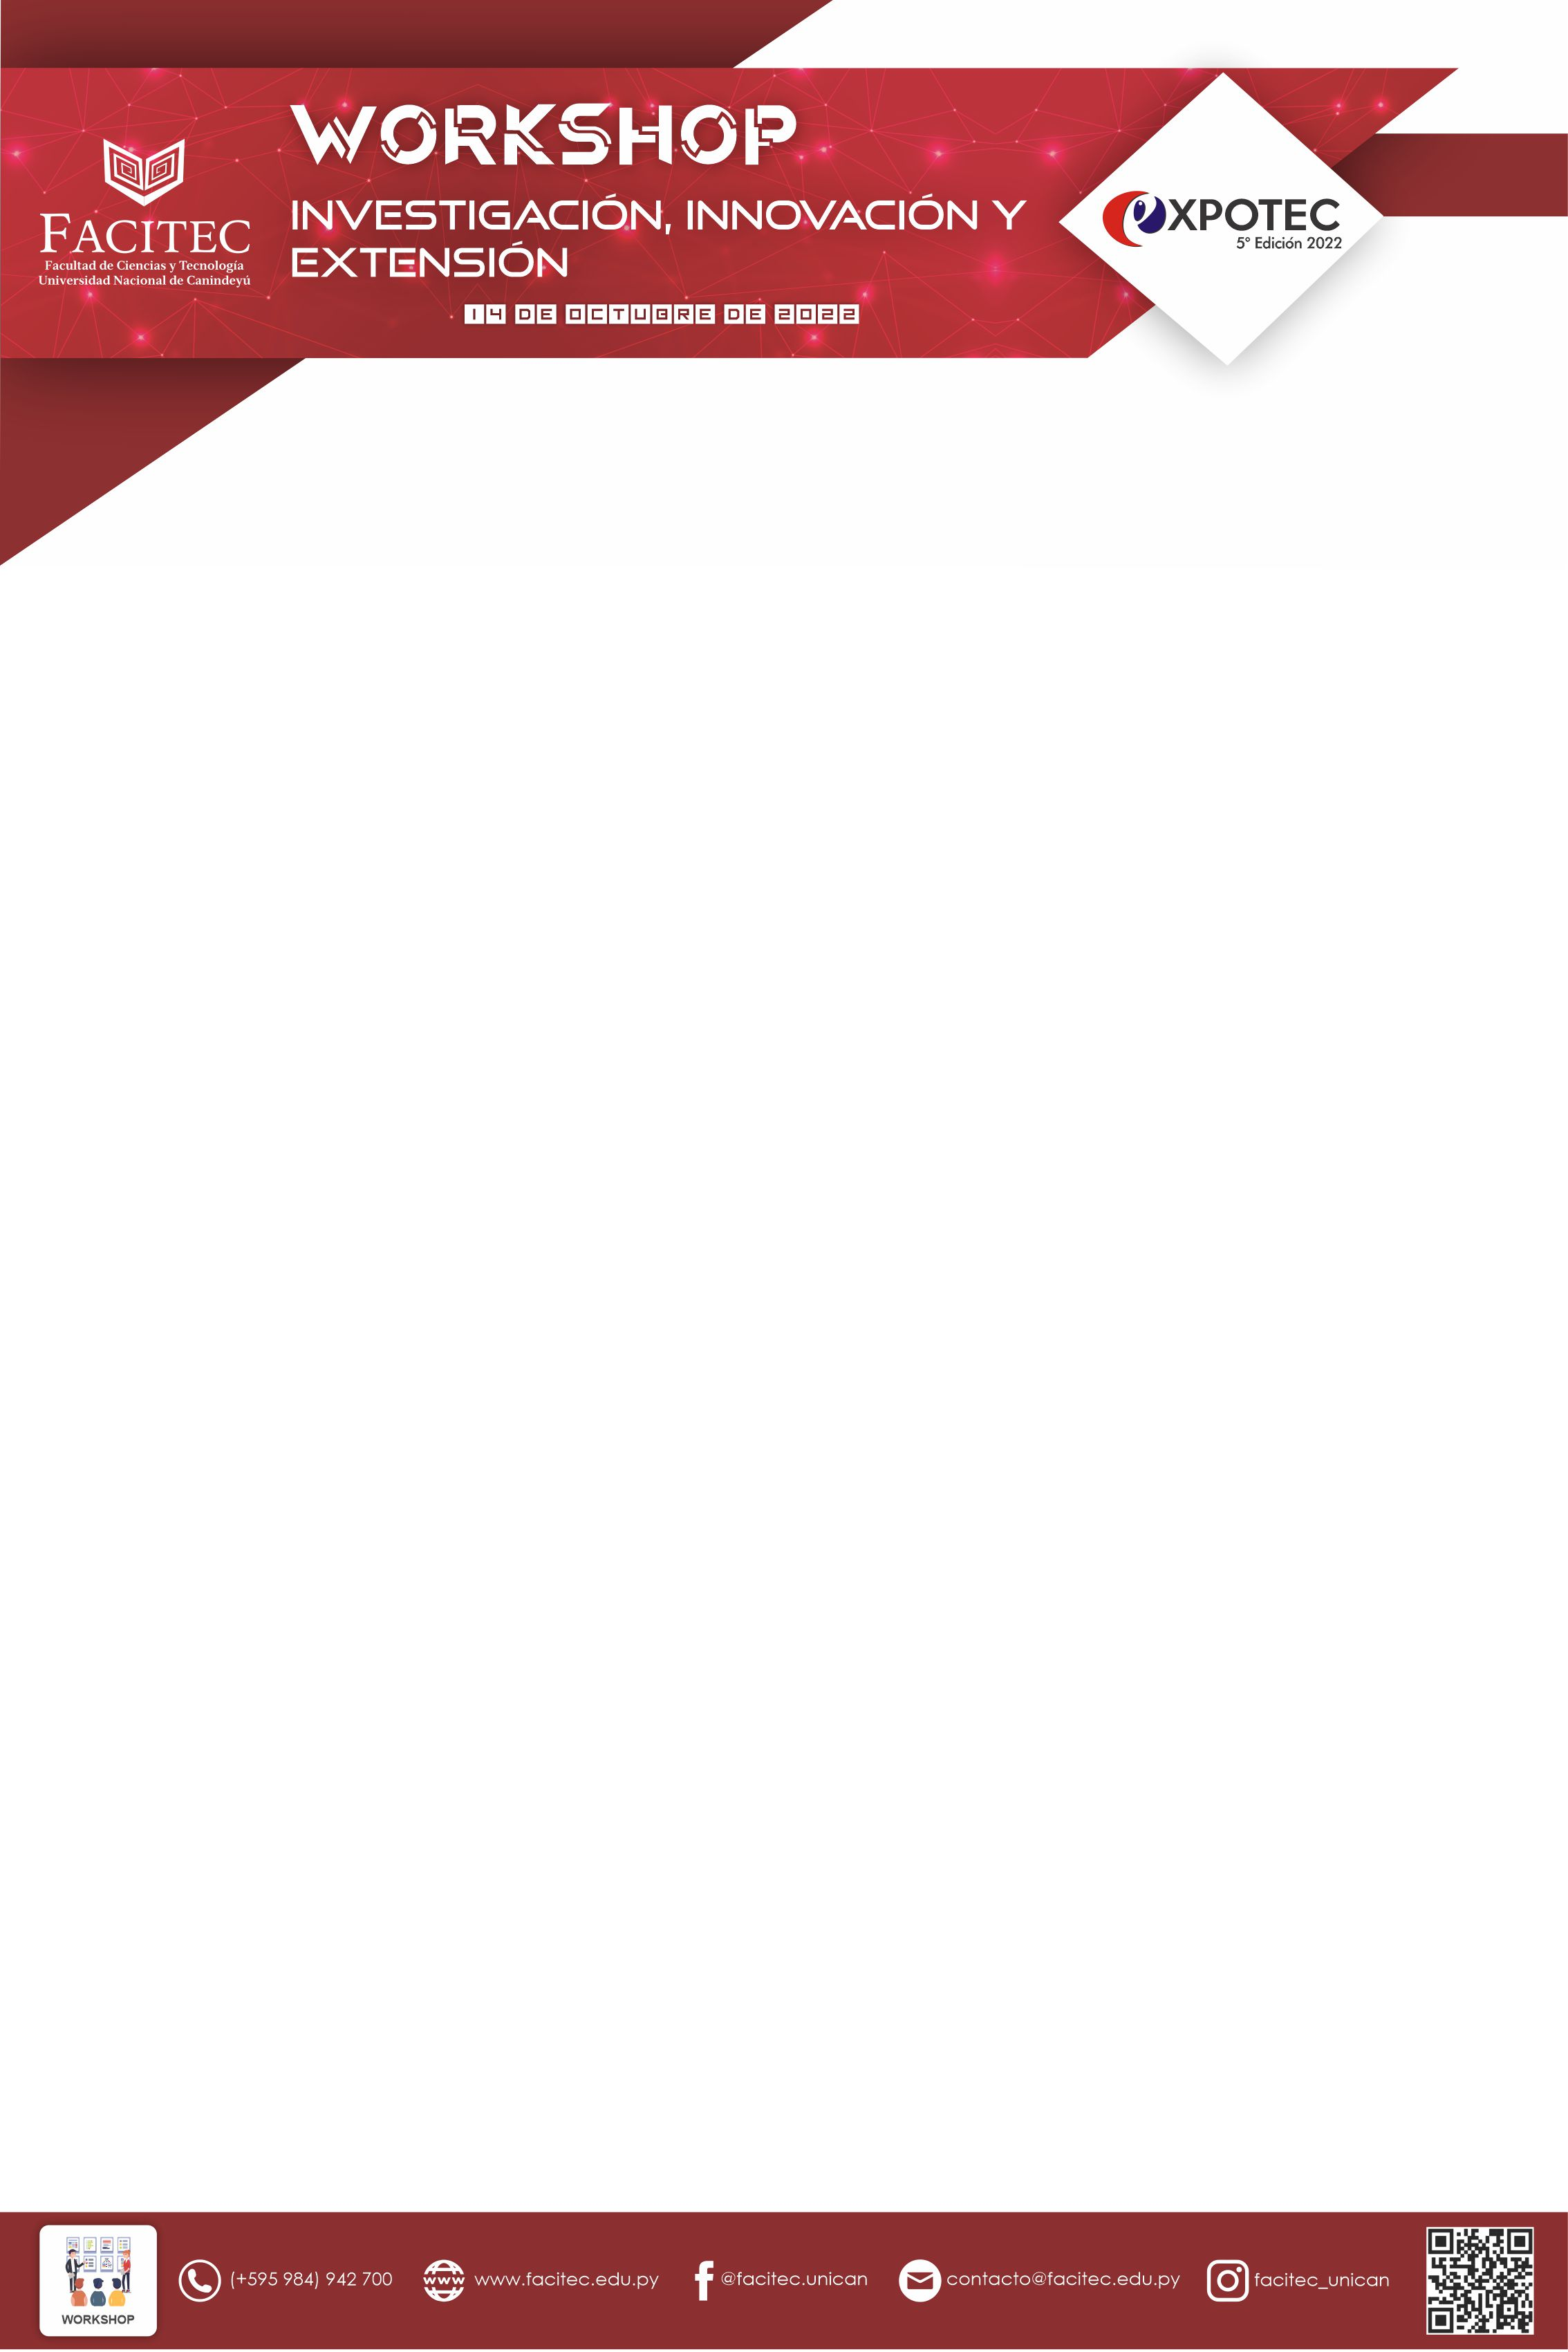 WORKSHOP
INVESTIGACIÓN, INNOVACIÓN Y
EXTENSIÓN
14 DE OCTUBRE DE 2022
FACITEC
Facultad de Ciencias y Tecnología
Universidad Nacional de Canindeyú
eXPOTEC
5° Edición 2022
WORKSHOP
(+595 984) 942 700
www
www.facitec.edu.py
@facitec.unican
contacto@facitec.edu.py
facitec_unican